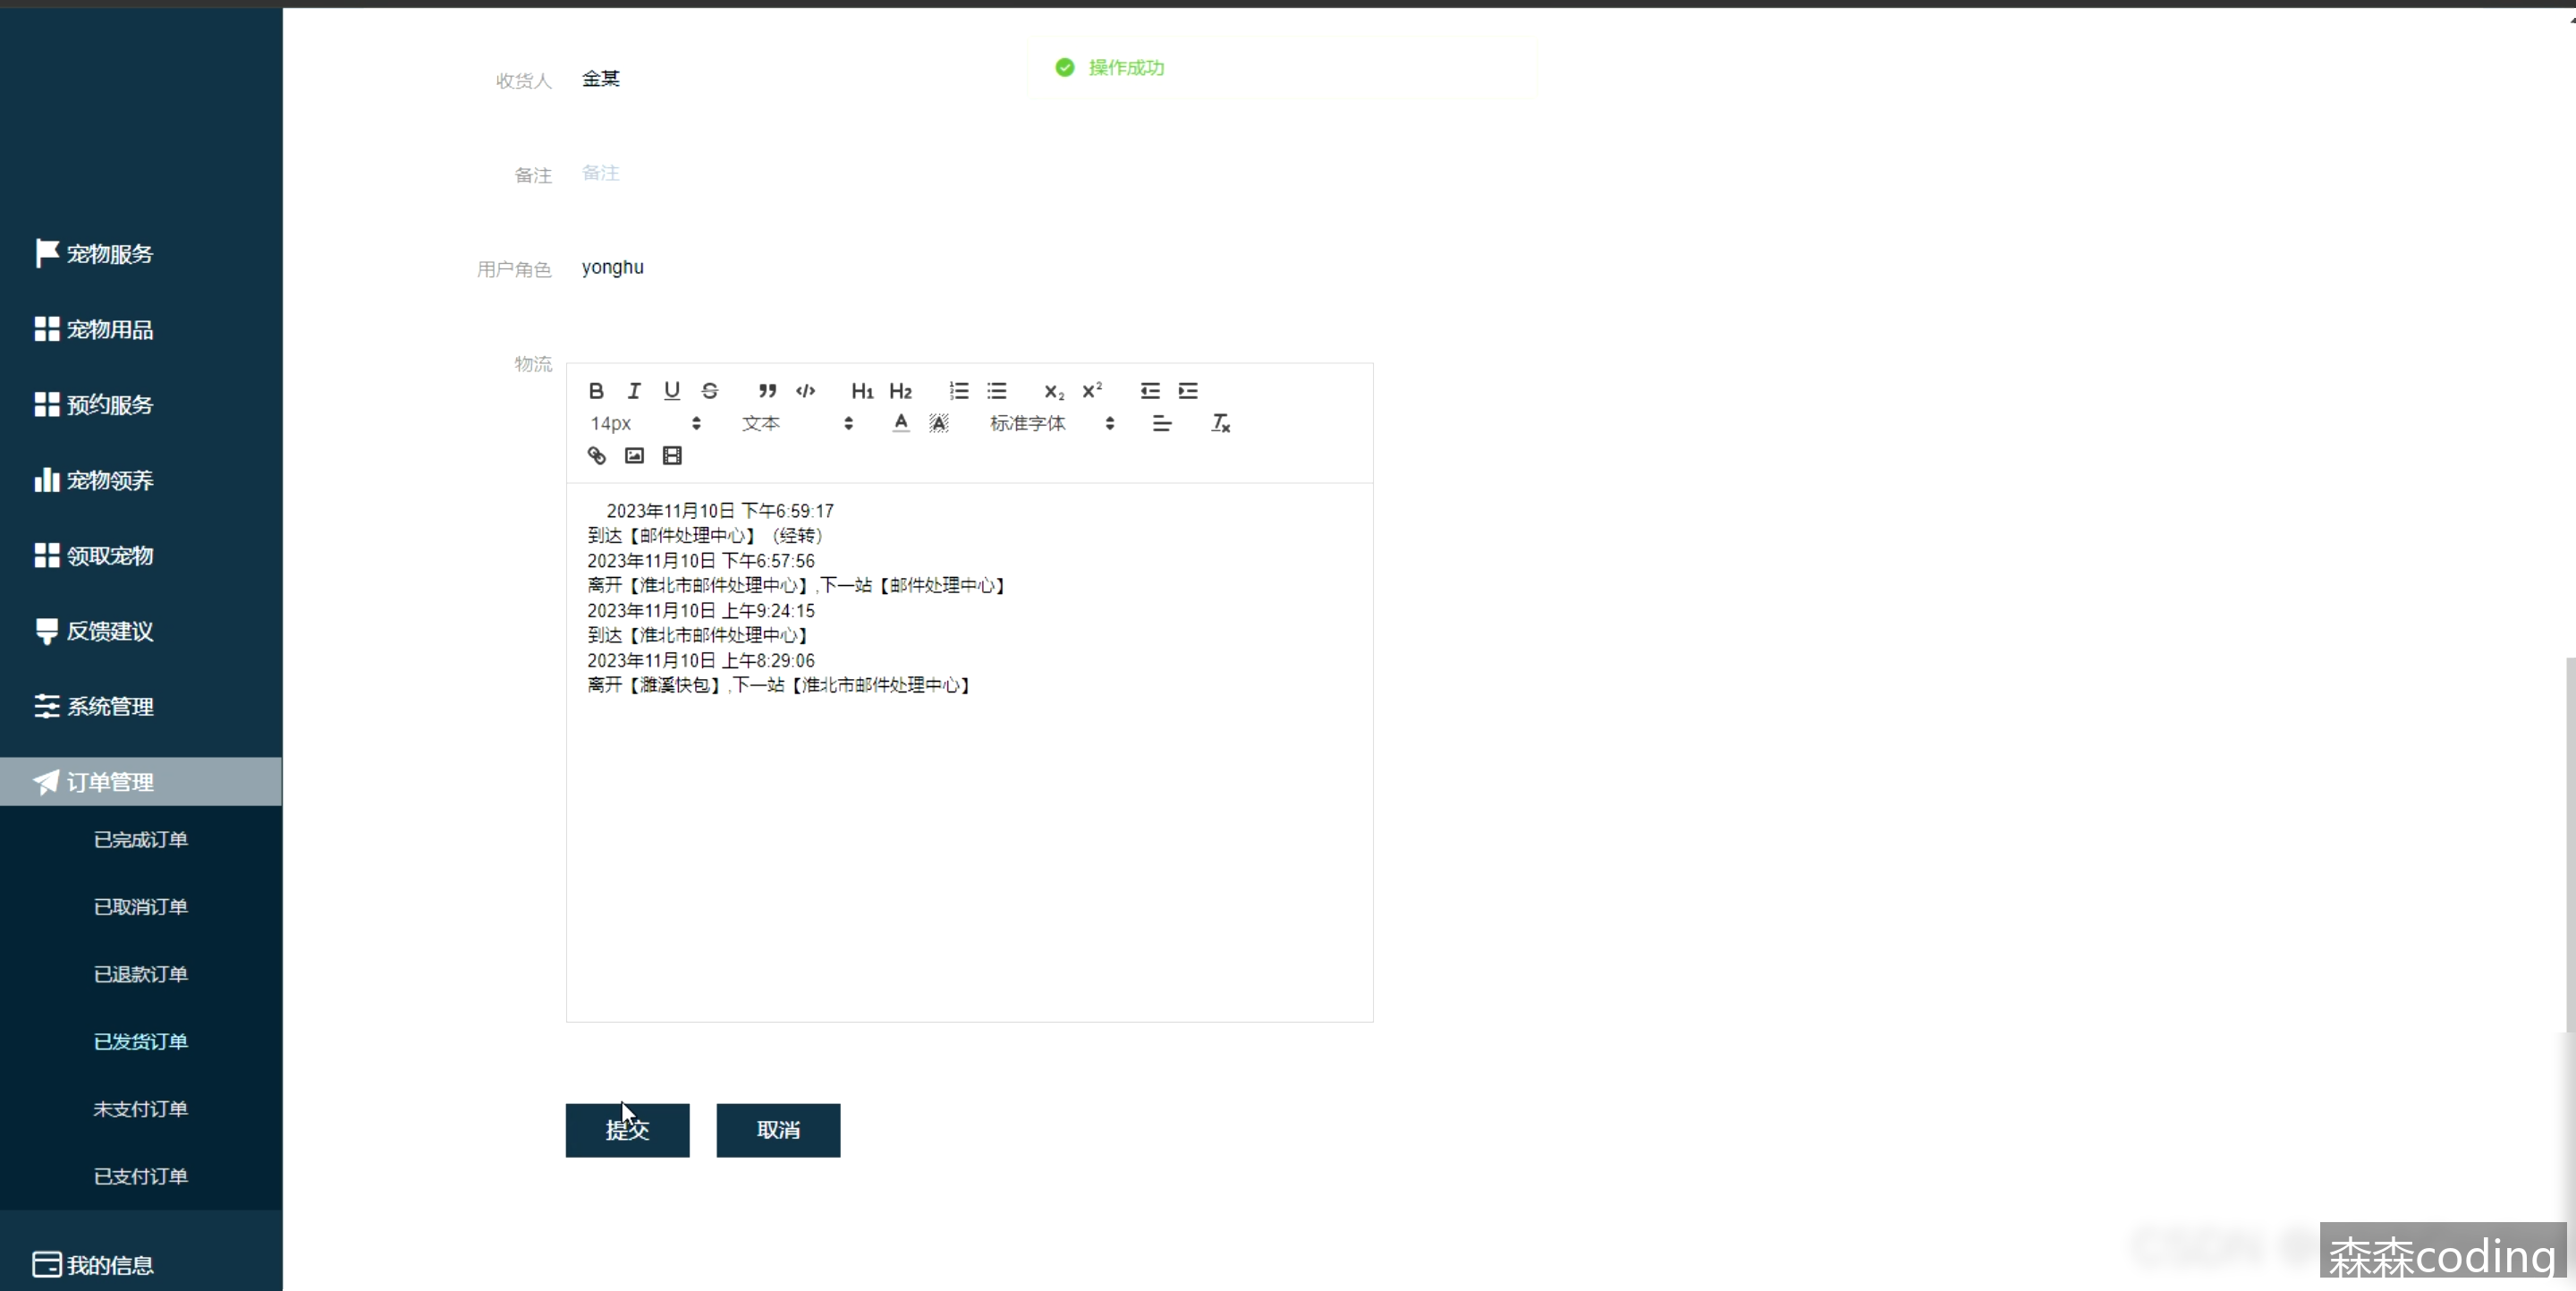 操作成功
收货人 金某
备注 备注
用户角色 yonghu
宠物服务
宠物用品
预约服务
宠物领养
领取宠物
反馈建议
系统管理
订单管理
已完成订单
已取消订单
已退款订单
已发货订单
未支付订单
已支付订单
我的信息
物流
14px 文本 标准字体
2023年11月10日 下午6:59:17
到达【邮件处理中心】（经转）
2023年11月10日 下午6:57:56
离开【淮北市邮件处理中心】,下一站【邮件处理中心】
2023年11月10日 上午9:24:15
到达【淮北市邮件处理中心】
2023年11月10日 上午8:29:06
离开【濉溪快包】,下一站【淮北市邮件处理中心】
提交 取消
森森coding